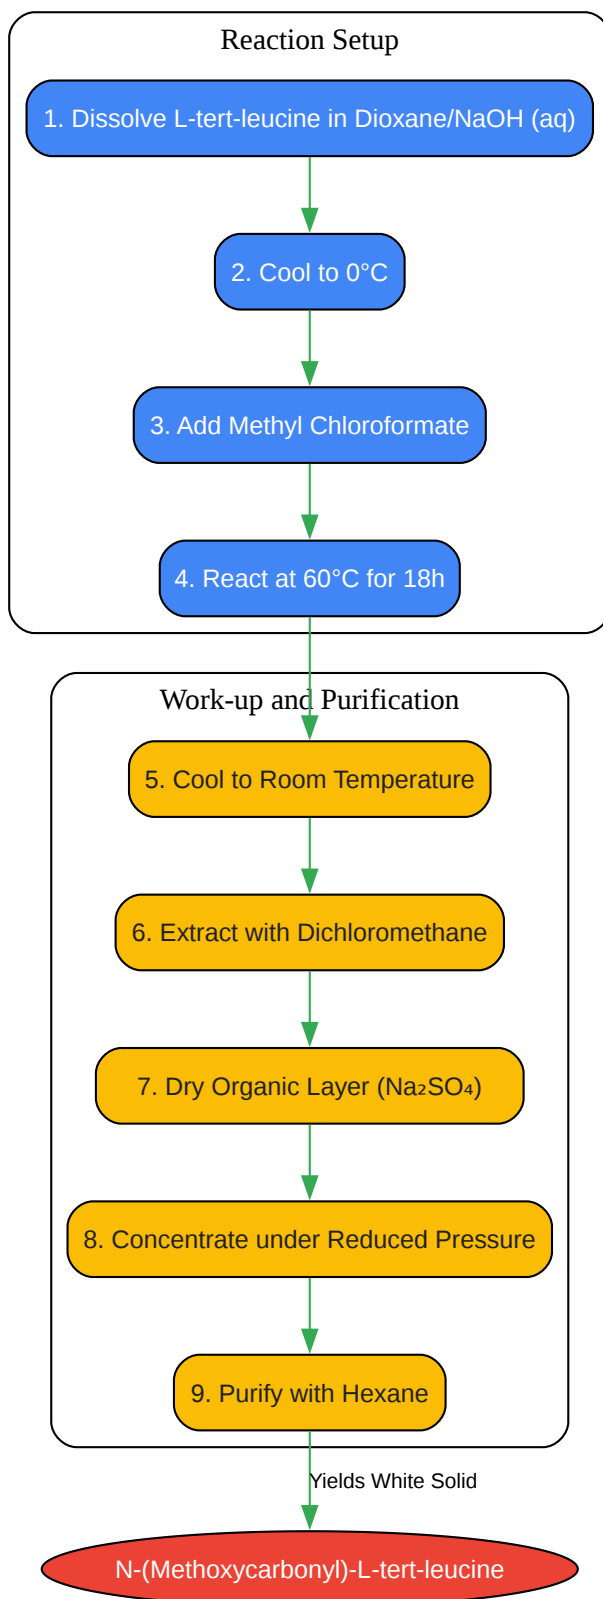 Reaction Setup
1. Dissolve L-tert-leucine in Dioxane/NaOH (aq)
2. Cool to 0°C
3. Add Methyl Chloroformate
4. React at 60°C for 18h
Work-up and Purification
5. Cool to Room Temperature
6. Extract with Dichloromethane
7. Dry Organic Layer (Na₂SO₄)
8. Concentrate under Reduced Pressure
9. Purify with Hexane
Yields White Solid
N-(Methoxycarbonyl)-L-tert-leucine